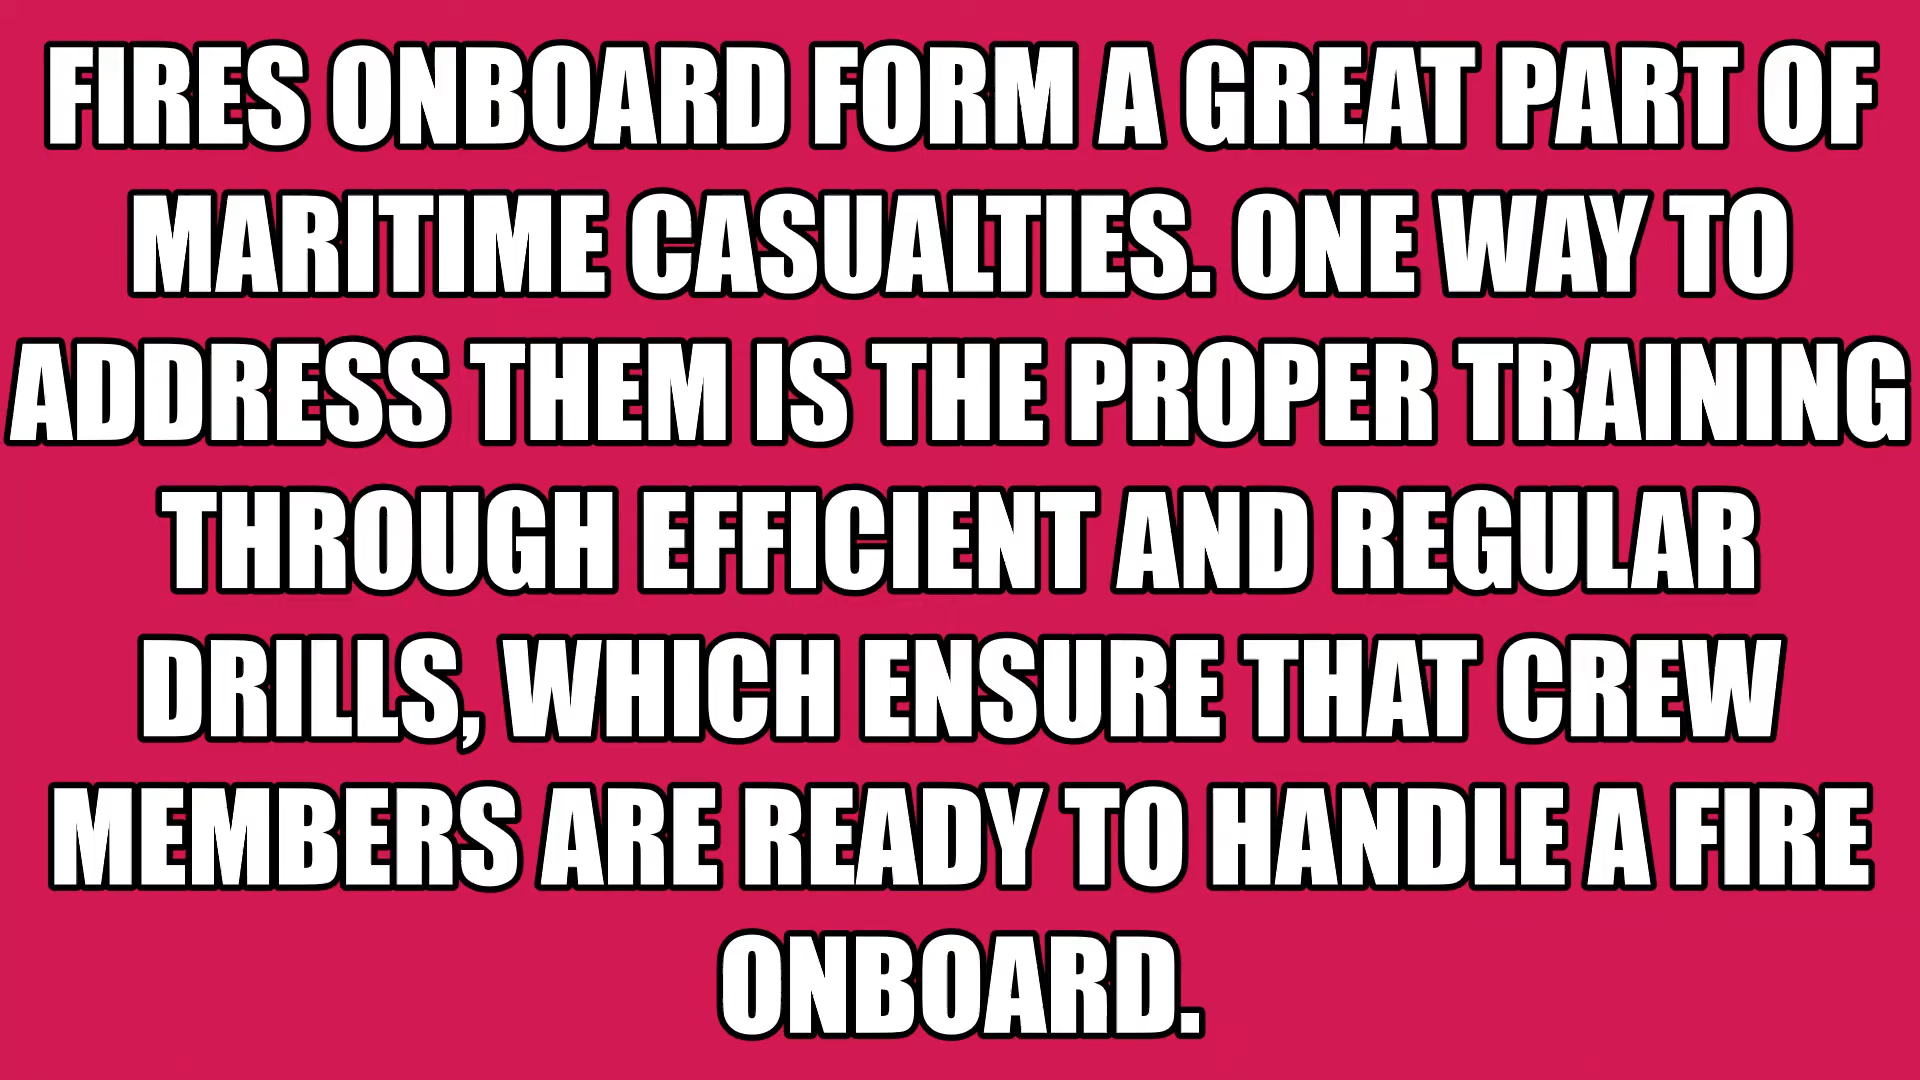 FIRES ONBOARD FORM A GREAT PART OF
MARITIME CASUALTIES. ONE WAY TO
ADDRESS THEM IS THE PROPER TRAINING
THROUGH EFFICIENT AND REGULAR
DRILLS, WHICH ENSURE THAT CREW
MEMBERS ARE READY TO HANDLE A FIRE
ONBOARD.